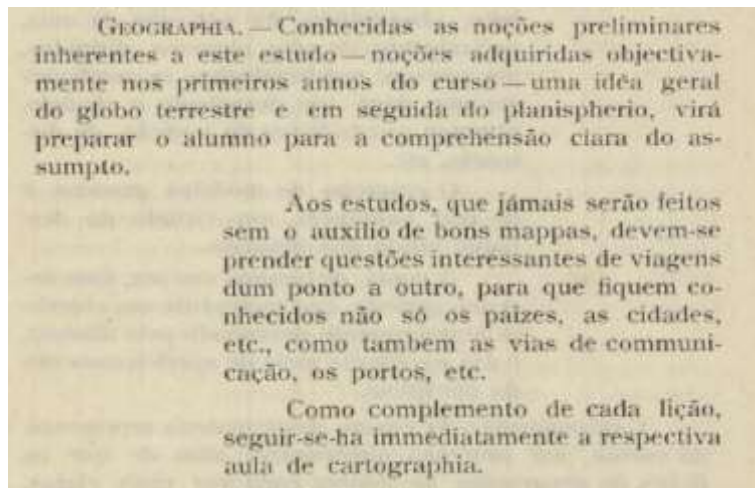 GEOGRAPHIA. — Conhecidas as noções preliminares
inherentes a este estudo — noções adquiridas objectiva-
mente nos primeiros annos do curso — uma idéa geral
do globo terrestre e em seguida do planispherio, virá
preparar o alumno para a comprehensão clara do as-
sumpto.
Aos estudos, que jámais serão feitos
sem o auxilio de bons mappas, devem-se
prender questões interessantes de viagens
dum ponto a outro, para que fiquem co-
nhecidos não só os paizes, as cidades,
etc., como tambem as vias de communi-
cação, os portos, etc.
Como complemento de cada lição,
seguir-se-ha immediatamente a respectiva
aula de cartographia.